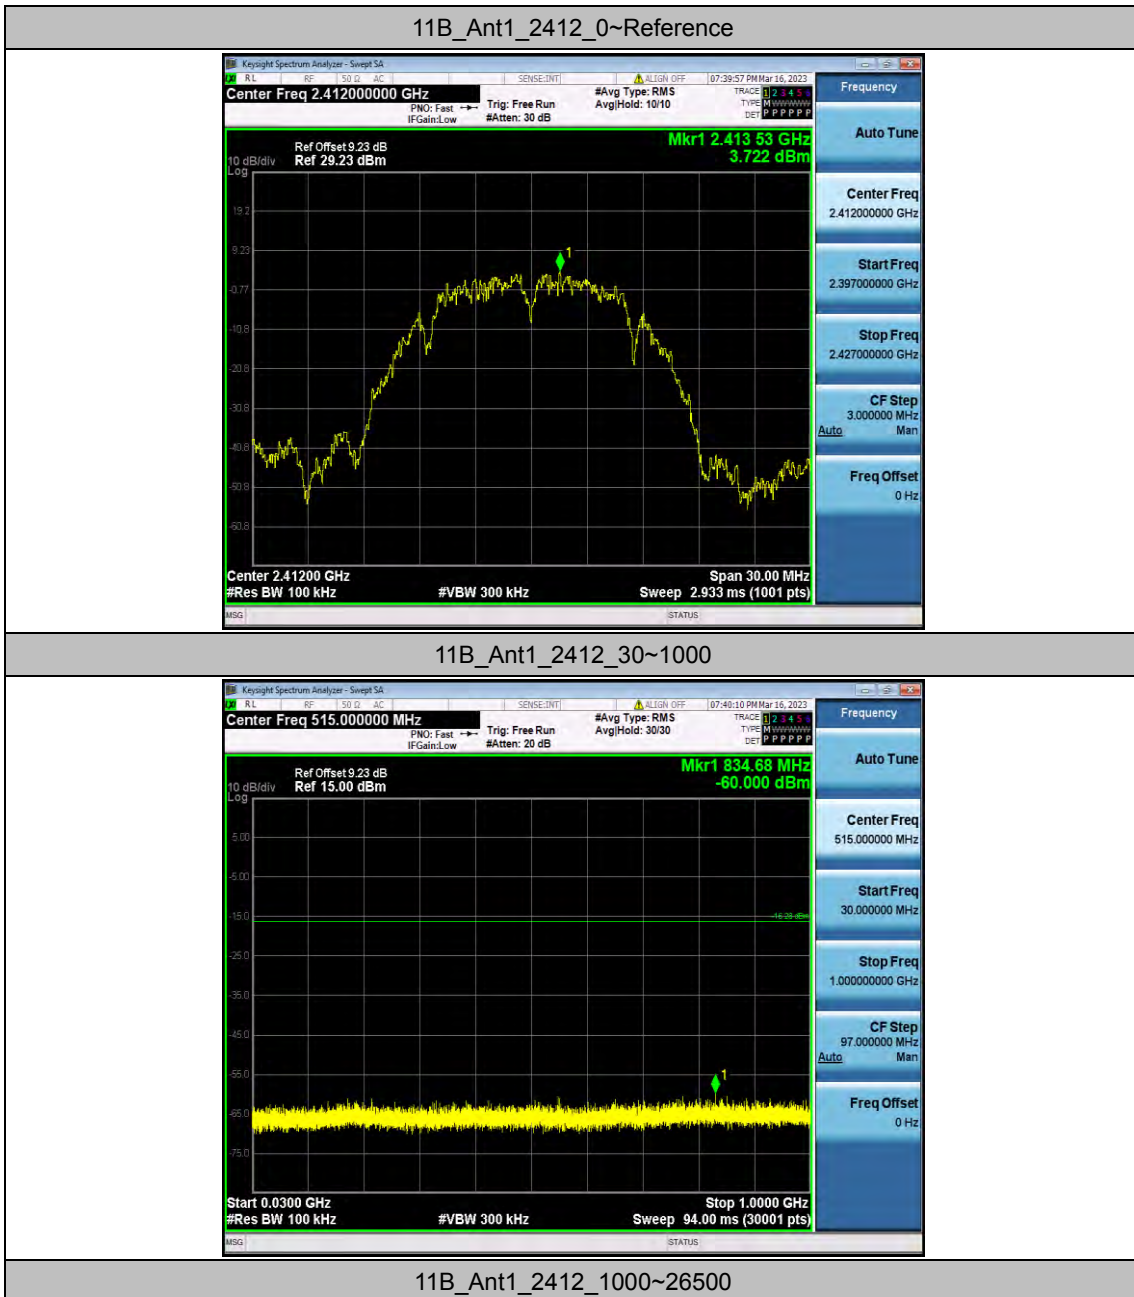 11B_Ant1_2412_0~Reference
Keysight Spectrum Analyzer - Swept SA
RL RF 50 Ω AC SENSE:INT ALIGN OFF 07:39:57 PM Mar 16, 2023
Center Freq 2.412000000 GHz #Avg Type: RMS TRACE 1 2 3 4 5 6 Frequency
PNO: Fast Trig: Free Run Avg|Hold: 10/10 TYPE M WWWWW
IFGain:Low #Atten: 30 dB DET P P P P P P
Auto Tune
Mkr1 2.413 53 GHz
Ref Offset 9.23 dB
10 dB/div Ref 29.23 dBm 3.722 dBm
Log
Center Freq
2.412000000 GHz
19.2
9.23
1
Start Freq
2.397000000 GHz
-0.77
-10.8
Stop Freq
2.427000000 GHz
-20.8
-30.8
CF Step
3.000000 MHz
Auto Man
-40.8
Freq Offset
0 Hz
-50.8
-60.8
Center 2.41200 GHz Span 30.00 MHz
#Res BW 100 kHz #VBW 300 kHz Sweep 2.933 ms (1001 pts)
MSG STATUS
11B_Ant1_2412_30~1000
Keysight Spectrum Analyzer - Swept SA
RL RF 50 Ω AC SENSE:INT ALIGN OFF 07:40:10 PM Mar 16, 2023
Center Freq 515.000000 MHz #Avg Type: RMS TRACE 1 2 3 4 5 6 Frequency
PNO: Fast Trig: Free Run Avg|Hold: 30/30 TYPE M WWWWW
IFGain:Low #Atten: 20 dB DET P P P P P P
Auto Tune
Mkr1 834.68 MHz
Ref Offset 9.23 dB
10 dB/div Ref 15.00 dBm -60.000 dBm
Log
Center Freq
515.000000 MHz
5.00
-5.00
Start Freq
30.000000 MHz
-15.0 -16.28 dBm
-25.0
Stop Freq
1.000000000 GHz
-35.0
-45.0
CF Step
97.000000 MHz
Auto Man
-55.0
1
Freq Offset
0 Hz
-65.0
-75.0
Start 0.0300 GHz Stop 1.0000 GHz
#Res BW 100 kHz #VBW 300 kHz Sweep 94.00 ms (30001 pts)
MSG STATUS
11B_Ant1_2412_1000~26500